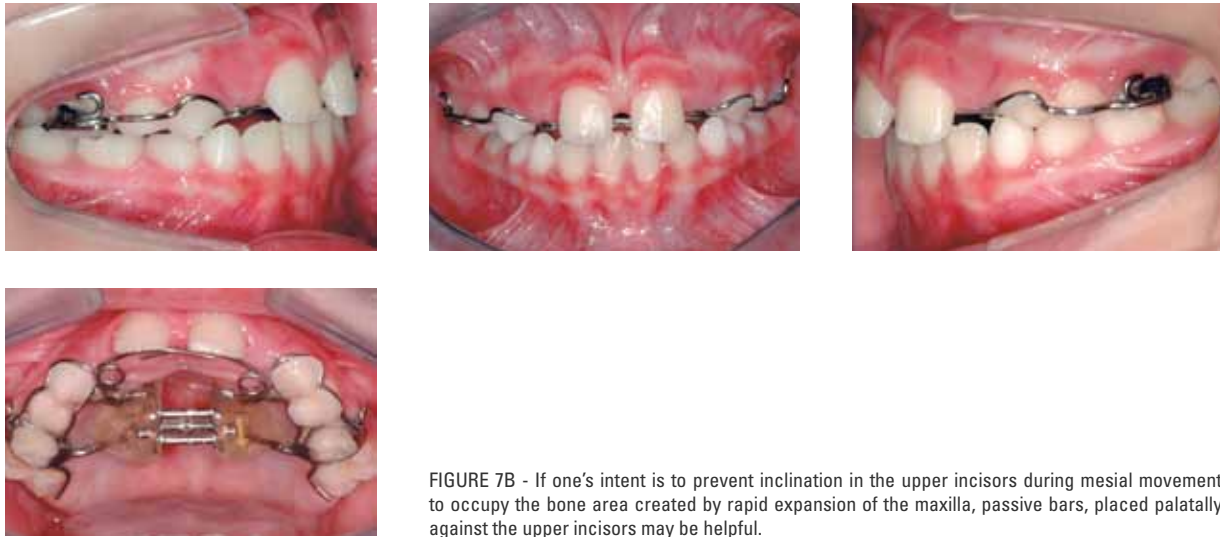 FIGURE 7B - If one's intent is to prevent inclination in the upper incisors during mesial movement
to occupy the bone area created by rapid expansion of the maxilla, passive bars, placed palatally
against the upper incisors may be helpful.